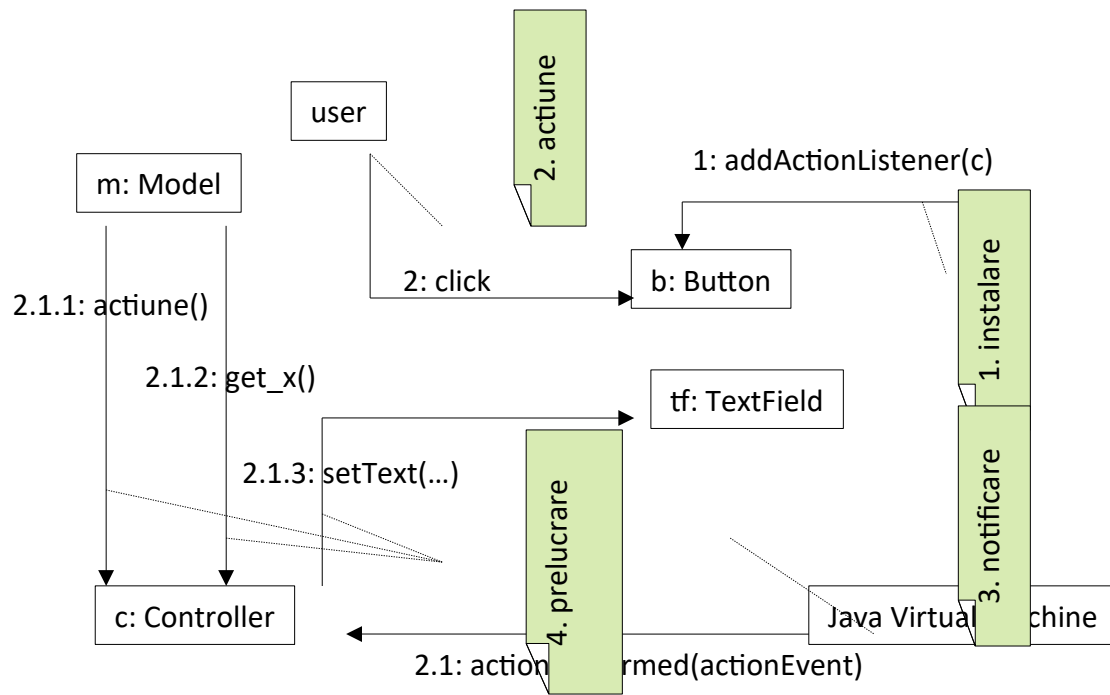 2. actiune
user
1: addActionListener(c)
m: Model
2: click
b: Button
1. instalare
2.1.1: actiune()
2.1.2: get_x()
tf: TextField
2.1.3: setText(...)
4. prelucrare
3. notificare
c: Controller
Java Virtual chine
2.1: action rmed(actionEvent)